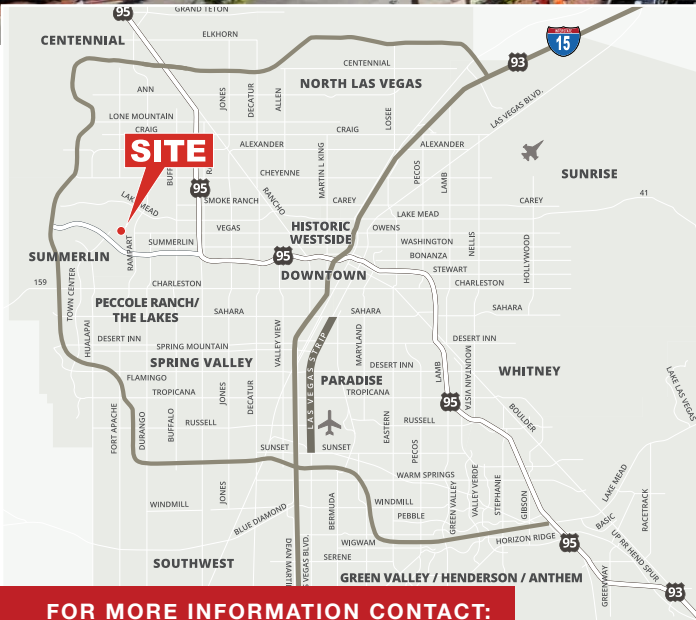 95
GRAND TETON
CENTENNIAL
ELKHORN
INTERSTATE
15
93
CENTENNIAL
NORTH LAS VEGAS
ANN
JONES
DECATUR
ALLEN
LAS VEGAS BLVD.
LONE MOUNTAIN
CRAIG
CRAIG
LOSEE
SITE
ALEXANDER
ALEXANDER
CHEYENNE
MARTIN L KING
PECOS
LAMB
SUNRISE
95
LAKE MEAD
SMOKE RANCH
RANCHO
CAREY
CAREY
41
LAKE MEAD
VEGAS
HISTORIC
WESTSIDE
OWENS
RAMPART
SUMMERLIN
WASHINGTON
NELLIS
HOLLYWOOD
SUMMERLIN
95
BONANZA
DOWNTOWN
STEWART
159
CHARLESTON
CHARLESTON
TOWN CENTER
PECCOLE RANCH/
THE LAKES
SAHARA
SAHARA
SAHARA
HUALAPAI
DESERT INN
SPRING MOUNTAIN
VALLEY VIEW
LAS VEGAS STRIP
MARYLAND
DESERT INN
SPRING VALLEY
DESERT INN
LAMB
MOUNTAIN VISTA
WHITNEY
FLAMINGO
PARADISE
TROPICANA
TROPICANA
JONES
DECATUR
95
LAKE LAS VEGAS
FORT APACHE
DURANGO
BUFFALO
RUSSELL
EASTERN
RUSSELL
BOULDER
PECOS
SUNSET
SUNSET
WARM SPRINGS
JONES
GREEN VALLEY
VALLEY VERDE
STEPHANIE
GIBSON
LAKE MEAD
RACETRACK
WINDMILL
BLUE DIAMOND
BERMUDA
WINDMILL
PEBBLE
BASIC
UP RR HEND SPUR
WIGWAM
HORIZON RIDGE
95
SOUTHWEST
SERENE
GREEN VALLEY / HENDERSON / ANTHEM
GREENWAY
93
FOR MORE INFORMATION CONTACT: